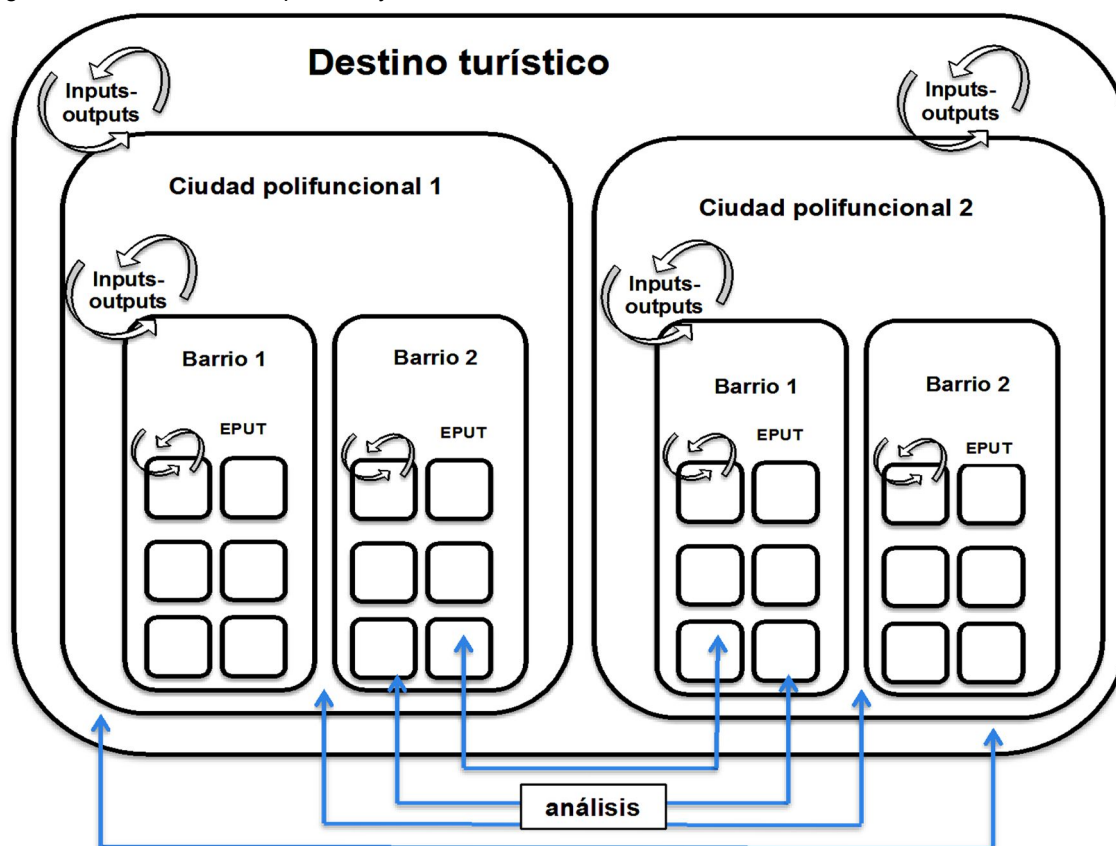 Destino turístico
Inputs-
outputs
Inputs-
outputs
Ciudad polifuncional 1
Ciudad polifuncional 2
Inputs-
outputs
Inputs-
outputs
Barrio 1
Barrio 2
Barrio 1
Barrio 2
EPUT
EPUT
EPUT
EPUT
análisis